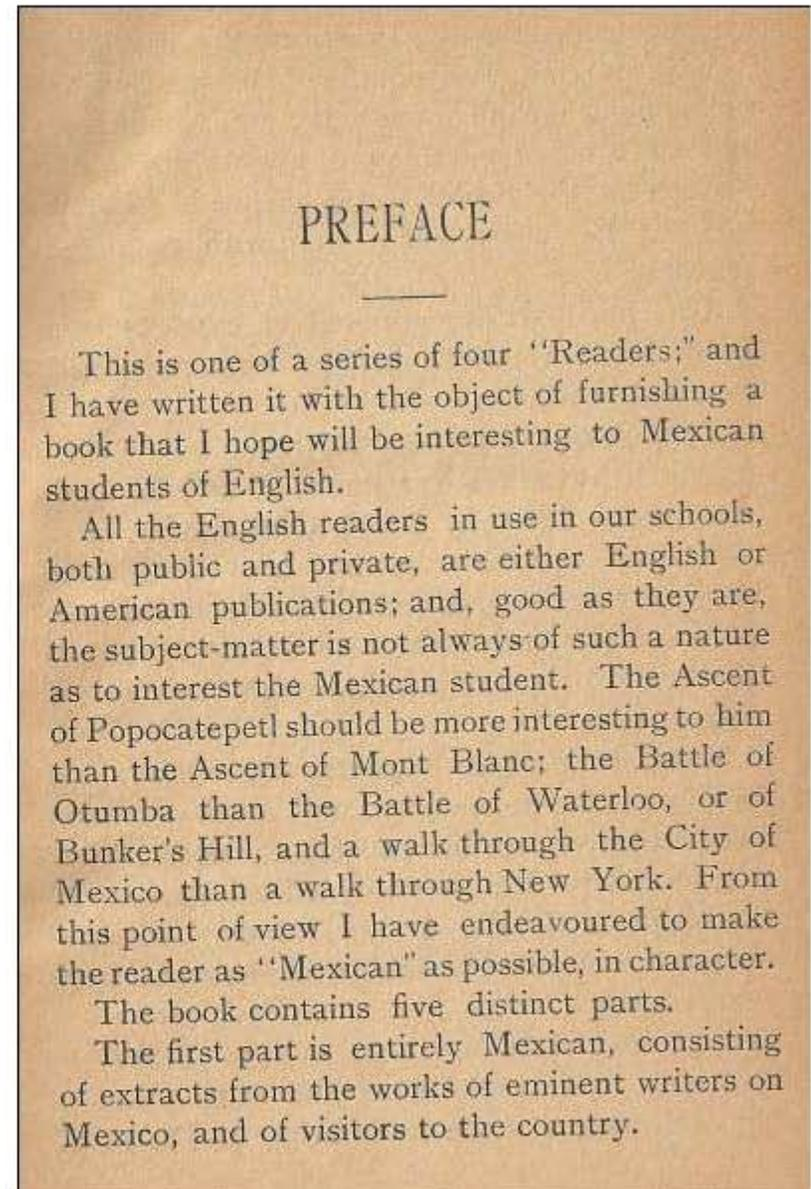 PREFACE
This is one of a series of four ‘‘Readers;" and
I have written it with the object of furnishing a
book that I hope will be interesting to Mexican
students of English.
All the English readers in use in our schools,
both public and private, are either English or
American publications; and, good as they are,
the subject-matter is not always of such a nature
as to interest the Mexican student. The Ascent
of Popocatepetl should be more interesting to him
than the Ascent of Mont Blanc; the Battle of
Otumba than the Battle of Waterloo, or of
Bunker's Hill, and a walk through the City of
Mexico than a walk through New York. From
this point of view I have endeavoured to make
the reader as ‘‘Mexican" as possible, in character.
The book contains five distinct parts.
The first part is entirely Mexican, consisting
of extracts from the works of eminent writers on
Mexico, and of visitors to the country.